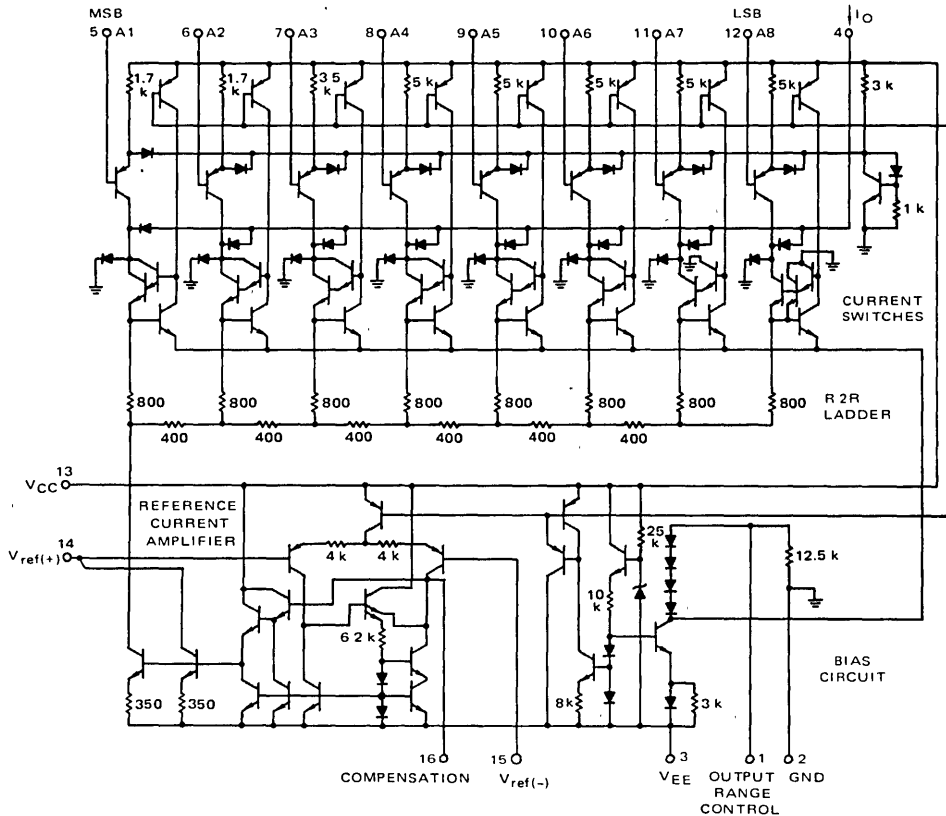 MSB LSB I_O
5 A1 6 A2 7 A3 8 A4 9 A5 10 A6 11 A7 12 A8 4
1.7 k 1.7 k 3 5 k 5 k 5 k 5 k 5 k 5k 3 k
1 k
CURRENT
SWITCHES
800 800 800 800 800 800 800 800
R 2R
LADDER
400 400 400 400 400 400
13
VCC
REFERENCE
CURRENT
AMPLIFIER
14
Vref(+)
4 k 4 k
25 k
12.5 k
10 k
6 2 k
BIAS
CIRCUIT
350 350 8k 3 k
16 15 3 1 2
COMPENSATION Vref(−) VEE OUTPUT RANGE CONTROL GND